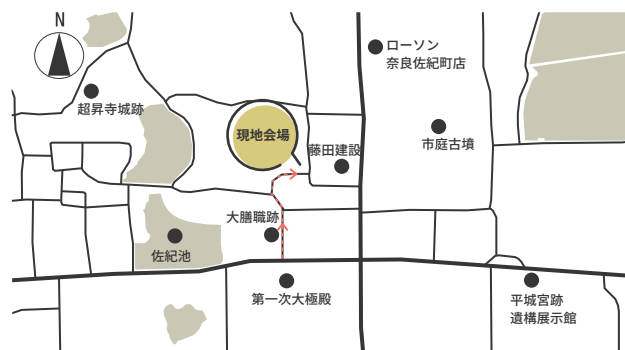 N
ローソン
奈良佐紀町店
超昇寺城跡
現地会場
市庭古墳
藤田建設
大膳職跡
佐紀池
第一次大極殿
平城宮跡
遺構展示館